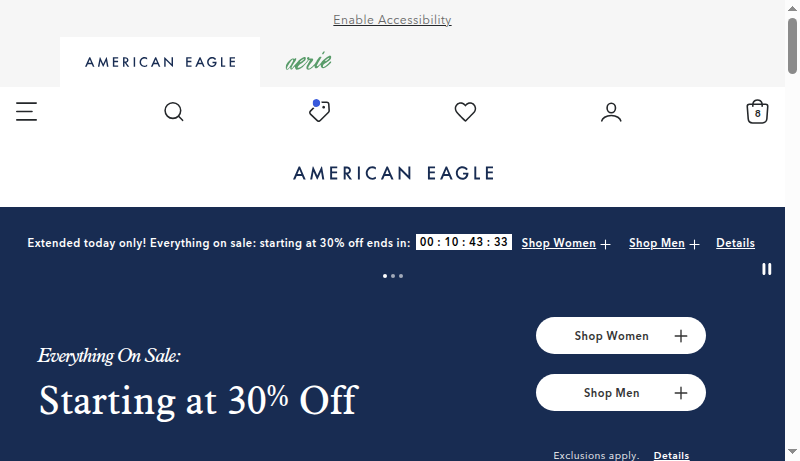 Enable Accessibility
AMERICAN EAGLE
aerie
8
AMERICAN EAGLE
Extended today only! Everything on sale: starting at 30% off ends in: 00 : 10 : 43 : 33 Shop Women + Shop Men + Details
Everything On Sale:
Starting at 30% Off
Shop Women +
Shop Men +
Exclusions apply. Details